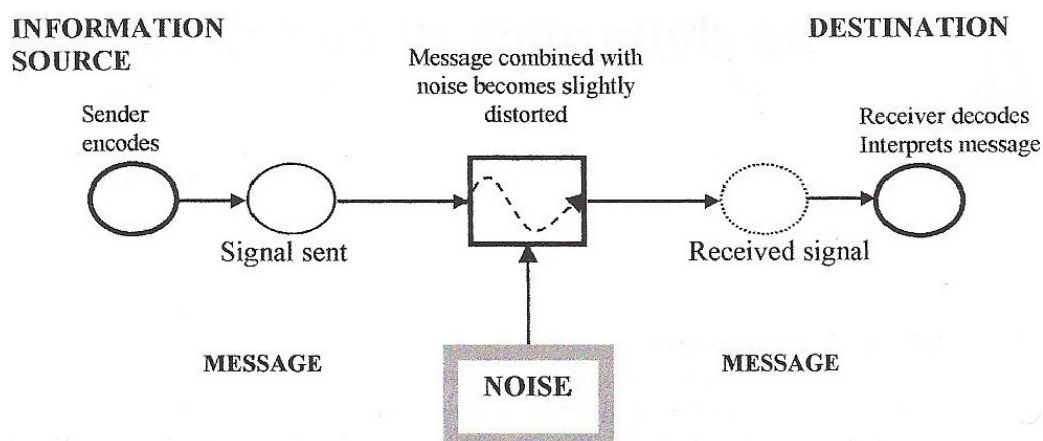 INFORMATION
SOURCE
DESTINATION
Message combined with
noise becomes slightly
distorted
Sender
encodes
Receiver decodes
Interprets message
Signal sent
Received signal
MESSAGE
NOISE
MESSAGE